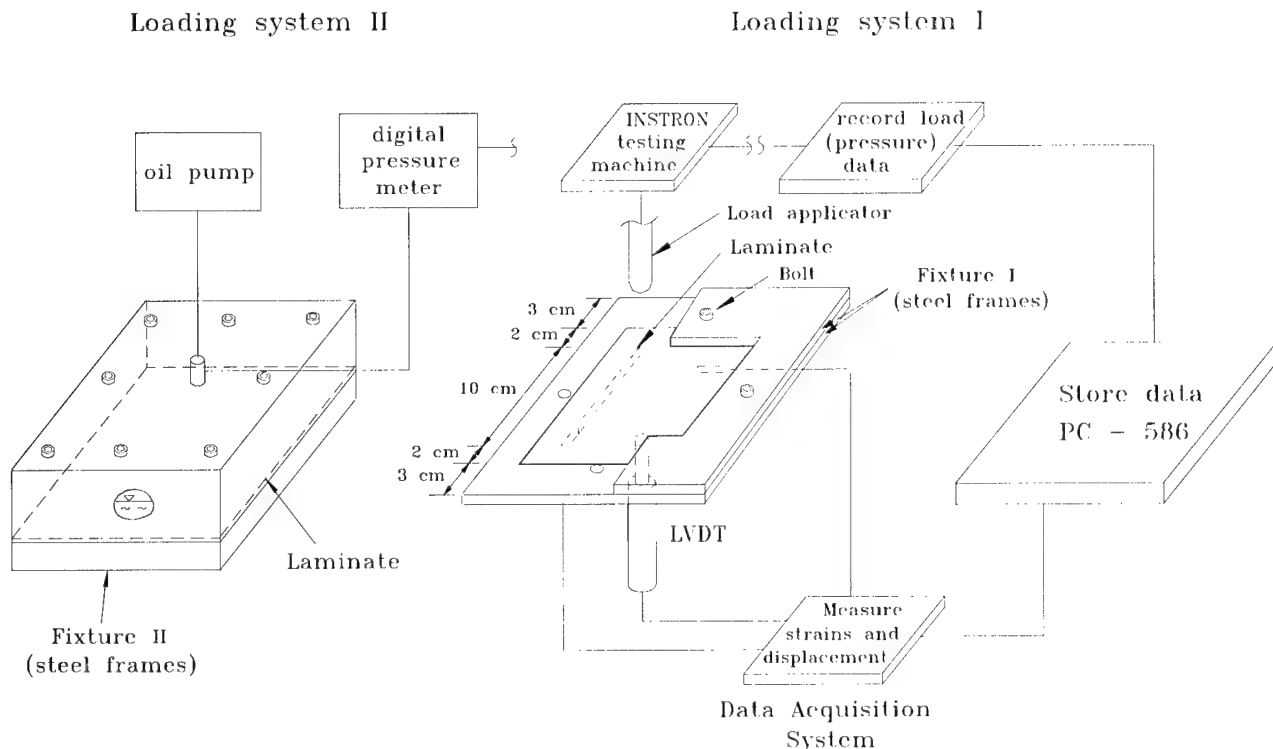 Loading system II
Loading system I
oil pump
digital
pressure
meter
INSTRON
testing
machine
record load
(pressure)
data
Load applicator
Laminate
Bolt
Fixture I
(steel frames)
3 cm
2 cm
10 cm
2 cm
3 cm
Store data
PC - 586
LVDT
Laminate
Fixture II
(steel frames)
Measure
strains and
displacement
Data Acquisition
System